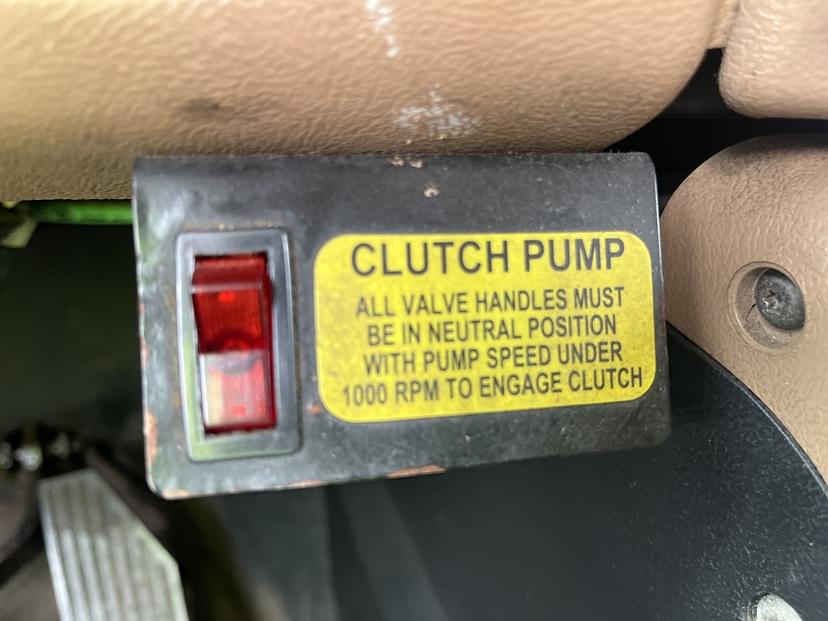 CLUTCH PUMP
ALL VALVE HANDLES MUST
BE IN NEUTRAL POSITION
WITH PUMP SPEED UNDER
1000 RPM TO ENGAGE CLUTCH